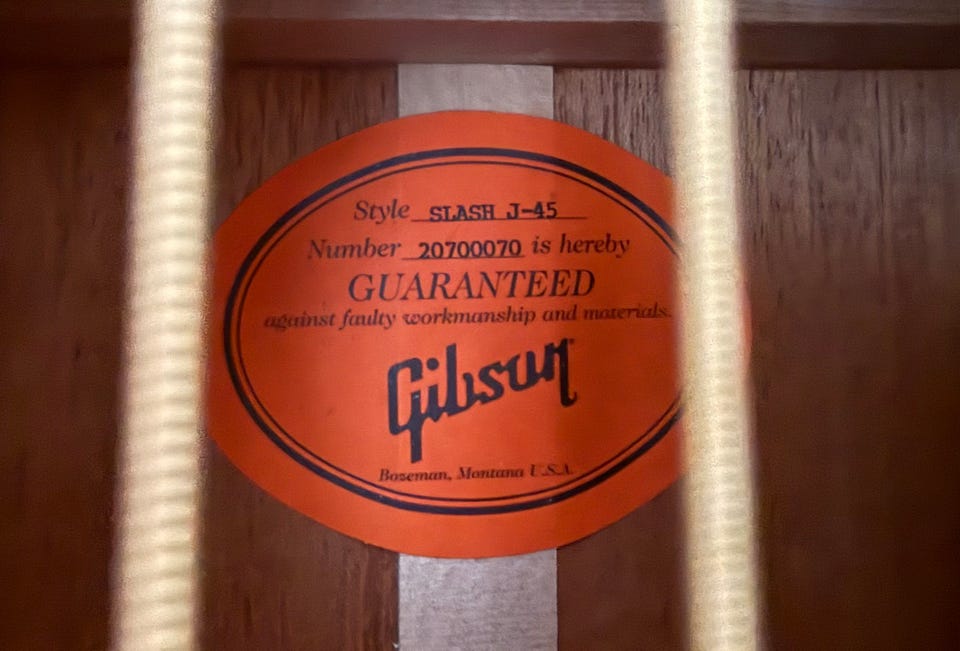 Style SLASH J-45
Number 20700070 is hereby
GUARANTEED
against faulty workmanship and materials.
Gibson
Bozeman, Montana U.S.A.